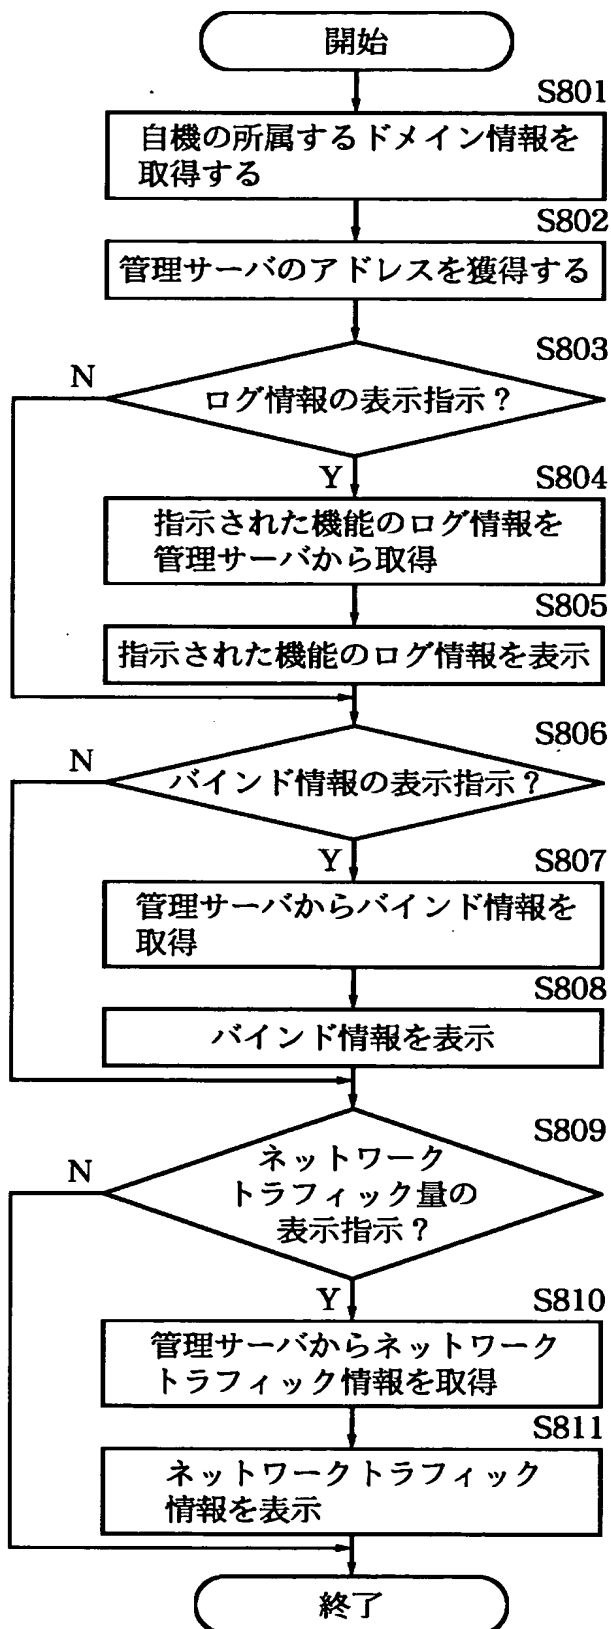 開始
S801
自機の所属するドメイン情報を
取得する
S802
管理サーバのアドレスを獲得する
S803
N
ログ情報の表示指示？
Y
S804
指示された機能のログ情報を
管理サーバから取得
S805
指示された機能のログ情報を表示
S806
N
バインド情報の表示指示？
Y
S807
管理サーバからバインド情報を
取得
S808
バインド情報を表示
S809
N
ネットワーク
トラフィック量の
表示指示？
Y
S810
管理サーバからネットワーク
トラフィック情報を取得
S811
ネットワークトラフィック
情報を表示
終了